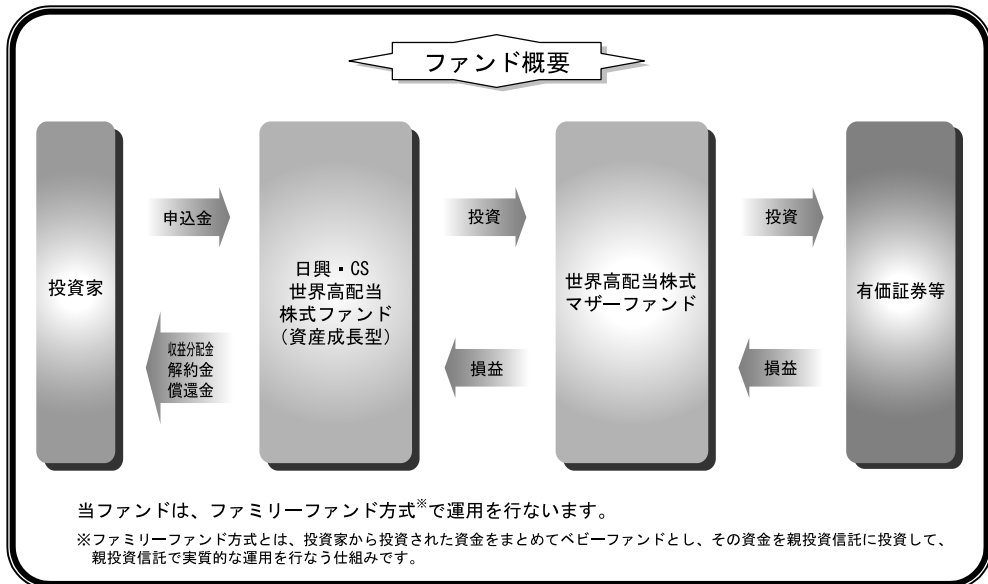 ファンド概要
投資家
申込金
収益分配金
解約金
償還金
日興・CS
世界高配当
株式ファンド
(資産成長型)
投資
損益
世界高配当株式
マザーファンド
投資
損益
有価証券等
当ファンドは、ファミリーファンド方式※で運用を行ないます。
※ファミリーファンド方式とは、投資家から投資された資金をまとめてベビーファンドとし、その資金を親投資信託に投資して、
親投資信託で実質的な運用を行なう仕組みです。